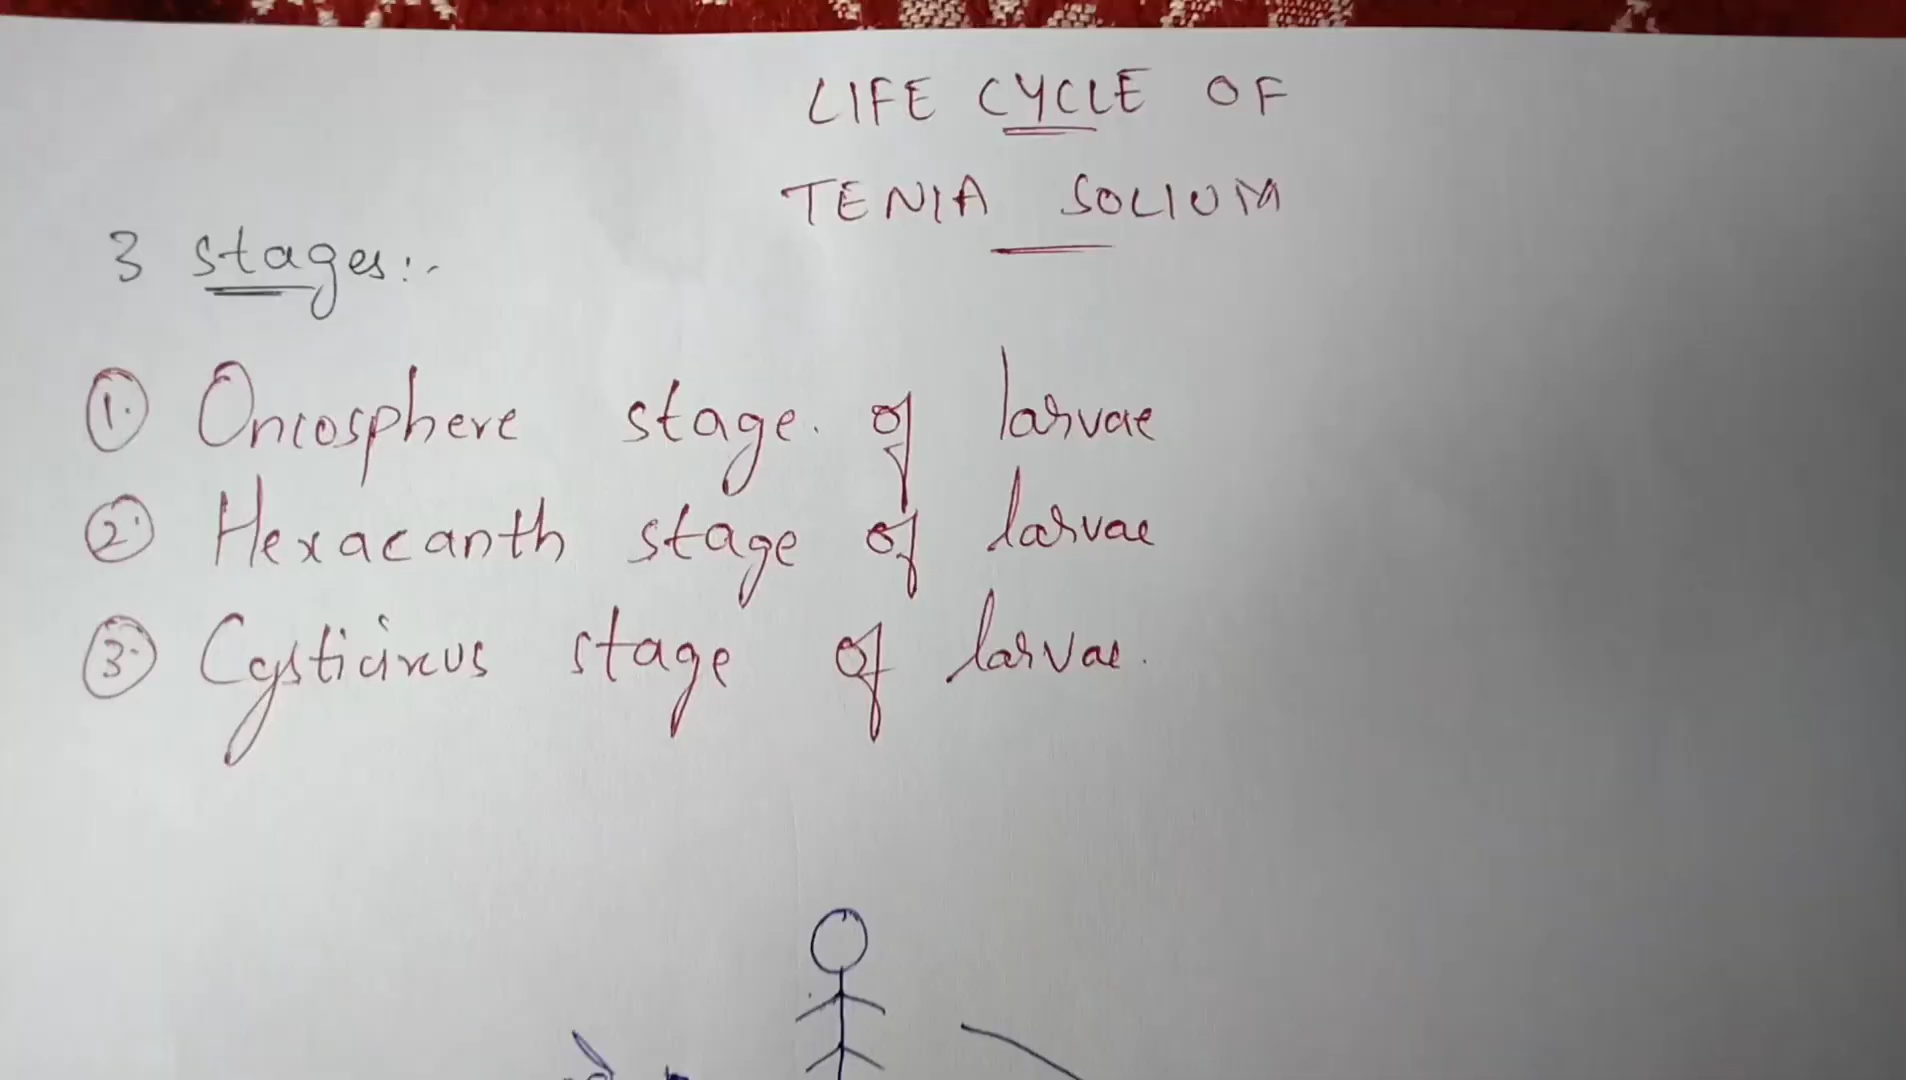 LIFE CYCLE OF
TENIA SOLIUM
3 stages:-
1. Oncosphere stage of larvae
2. Hexacanth stage of larvae
3. Cysticircus stage of larvae.